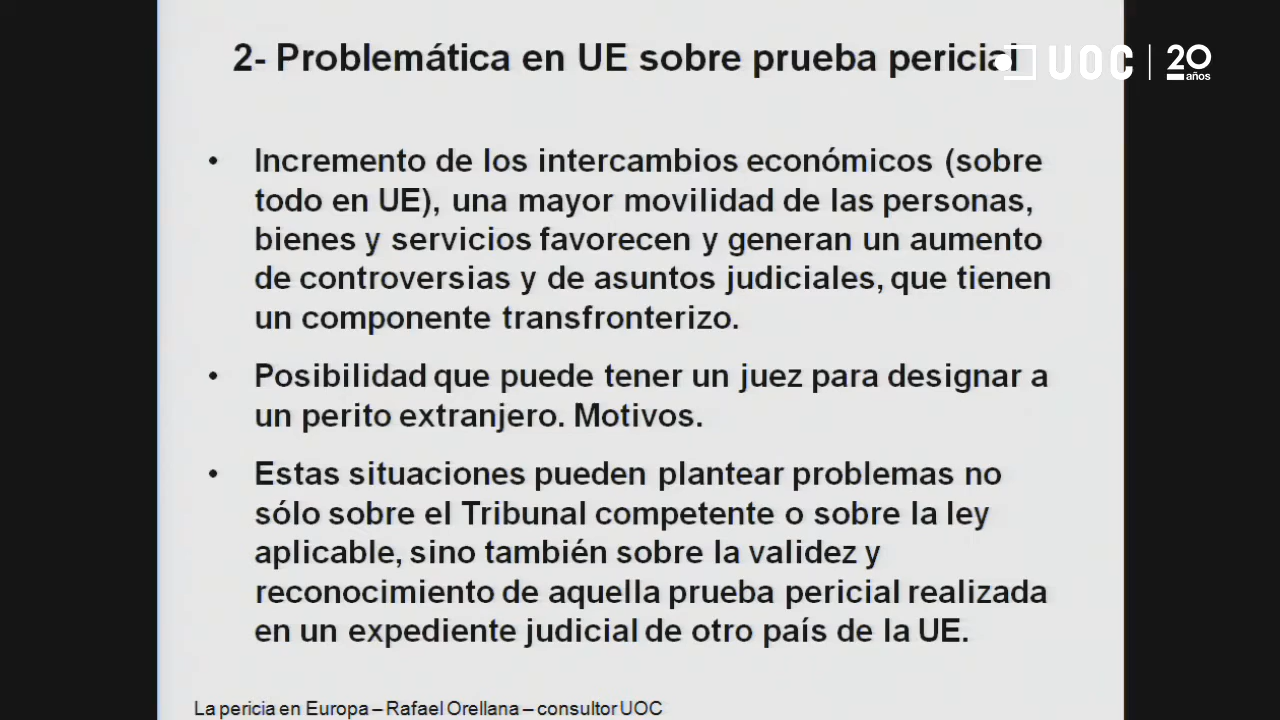 2- Problemática en UE sobre prueba pericial
UOC | 20 años
• Incremento de los intercambios económicos (sobre
todo en UE), una mayor movilidad de las personas,
bienes y servicios favorecen y generan un aumento
de controversias y de asuntos judiciales, que tienen
un componente transfronterizo.
• Posibilidad que puede tener un juez para designar a
un perito extranjero. Motivos.
• Estas situaciones pueden plantear problemas no
sólo sobre el Tribunal competente o sobre la ley
aplicable, sino también sobre la validez y
reconocimiento de aquella prueba pericial realizada
en un expediente judicial de otro país de la UE.
La pericia en Europa – Rafael Orellana – consultor UOC